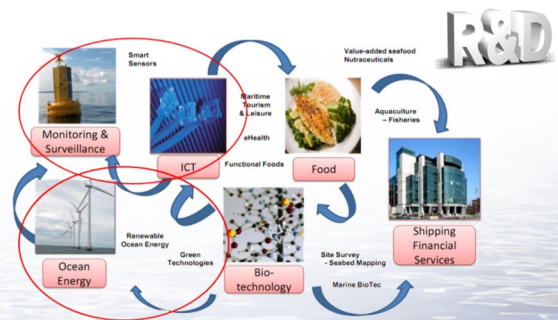 R&D
Smart
Sensors
Value-added seafood
Nutraceuticals
Maritime
Tourism
& Leisure
Aquaculture
– Fisheries
Monitoring &
Surveillance
eHealth
ICT
Functional Foods
Food
Renewable
Ocean Energy
Shipping
Financial
Services
Green
Technologies
Site Survey
- Seabed Mapping
Ocean
Energy
Bio-
technology
Marine BioTec